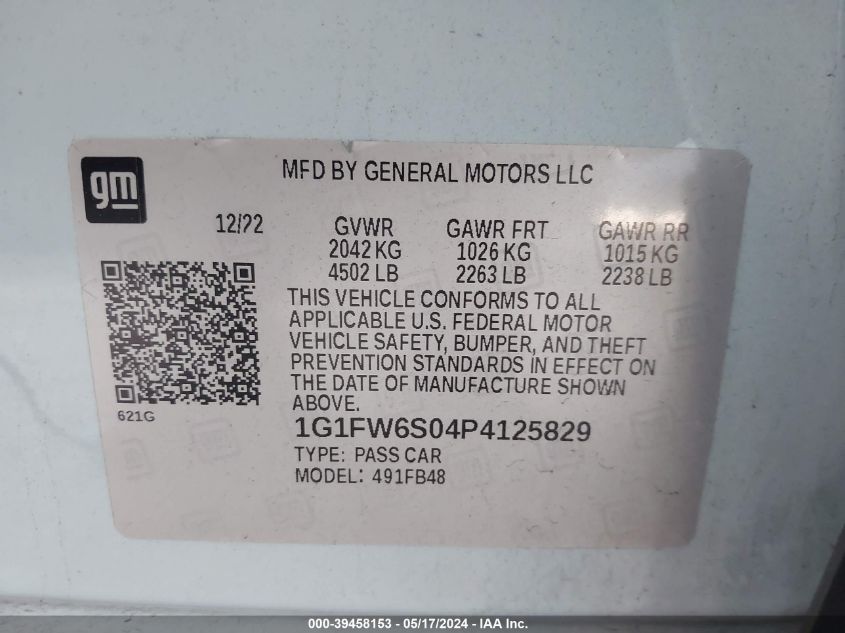 gm
MFD BY GENERAL MOTORS LLC
12/22
GVWR GAWR FRT GAWR RR
2042 KG 1026 KG 1015 KG
4502 LB 2263 LB 2238 LB
THIS VEHICLE CONFORMS TO ALL
APPLICABLE U.S. FEDERAL MOTOR
VEHICLE SAFETY, BUMPER, AND THEFT
PREVENTION STANDARDS IN EFFECT ON
THE DATE OF MANUFACTURE SHOWN
ABOVE.
621G
1G1FW6S04P4125829
TYPE: PASS CAR
MODEL: 491FB48
000-39458153 - 05/17/2024 - IAA Inc.